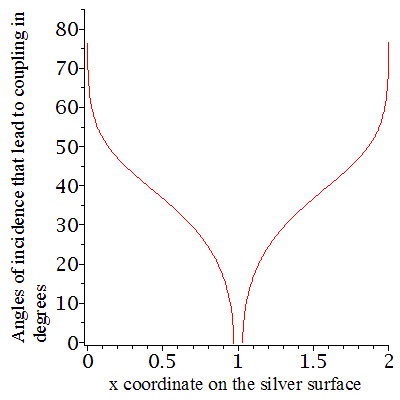 Angles of incidence that lead to coupling in
degrees
80
70
60
50
40
30
20
10
0
0 0.5 1 1.5 2
x coordinate on the silver surface